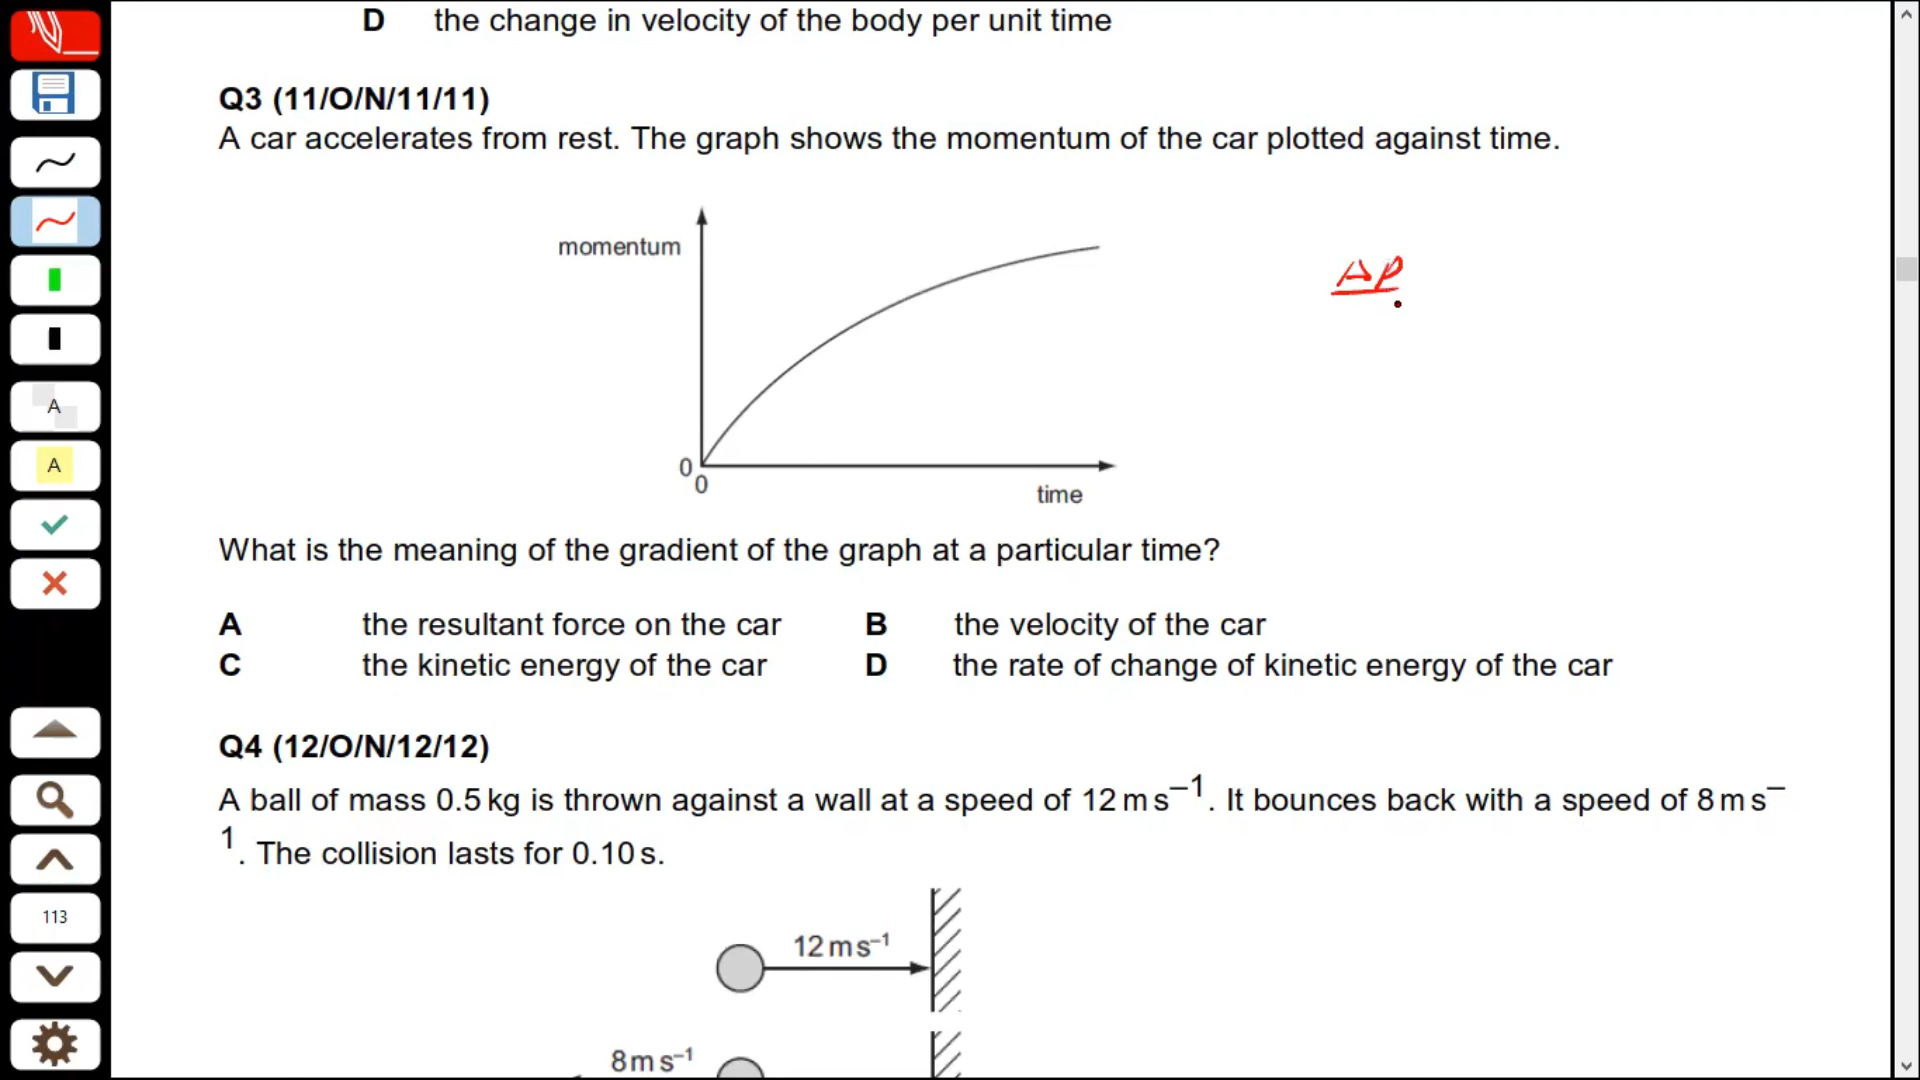 D the change in velocity of the body per unit time
Q3 (11/O/N/11/11)
A car accelerates from rest. The graph shows the momentum of the car plotted against time.
momentum
Δp
0
0
time
What is the meaning of the gradient of the graph at a particular time?
A the resultant force on the car B the velocity of the car
C the kinetic energy of the car D the rate of change of kinetic energy of the car
Q4 (12/O/N/12/12)
A ball of mass 0.5 kg is thrown against a wall at a speed of 12 m s⁻¹. It bounces back with a speed of 8 m s⁻
¹. The collision lasts for 0.10 s.
12 m s⁻¹
8 m s⁻¹
A
A
113